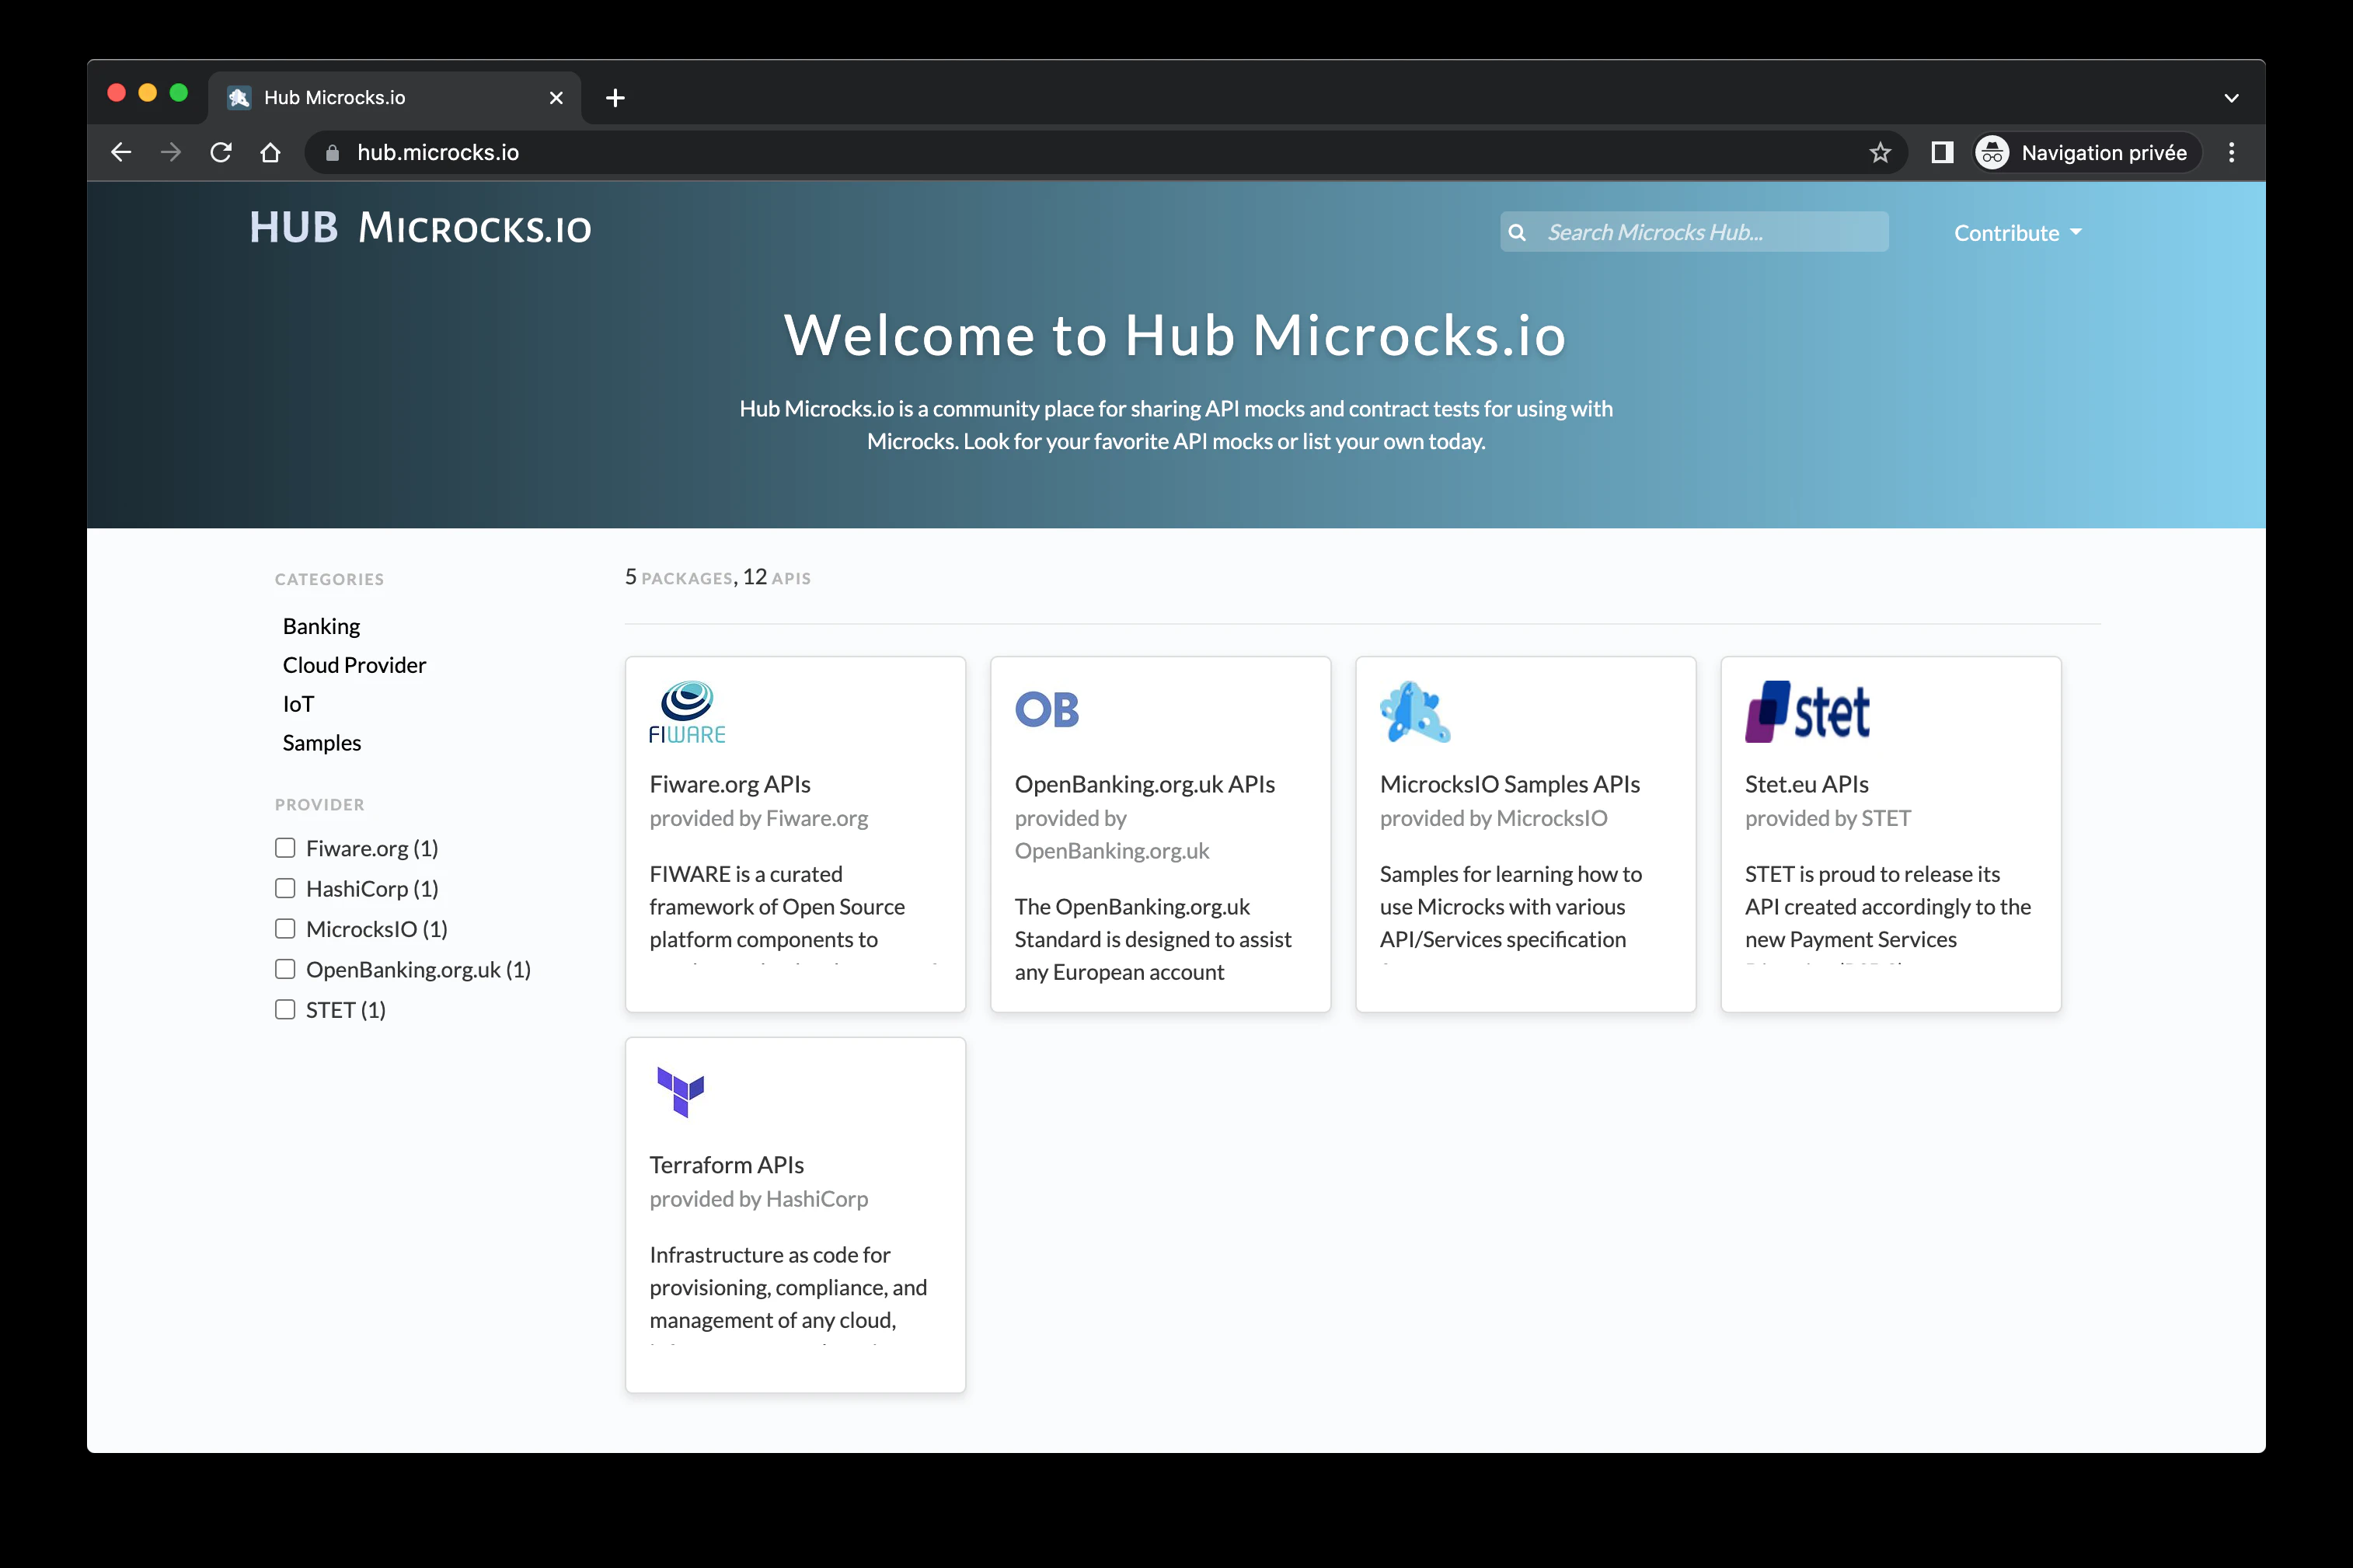 Hub Microcks.io
hub.microcks.io
Navigation privée
HUB MICROCKS.IO
Search Microcks Hub...
Contribute
Welcome to Hub Microcks.io
Hub Microcks.io is a community place for sharing API mocks and contract tests for using with
Microcks. Look for your favorite API mocks or list your own today.
CATEGORIES
Banking
Cloud Provider
IoT
Samples
PROVIDER
Fiware.org (1)
HashiCorp (1)
MicrocksIO (1)
OpenBanking.org.uk (1)
STET (1)
5 PACKAGES, 12 APIS
FIWARE
Fiware.org APIs
provided by Fiware.org
FIWARE is a curated
framework of Open Source
platform components to
OB
OpenBanking.org.uk APIs
provided by
OpenBanking.org.uk
The OpenBanking.org.uk
Standard is designed to assist
any European account
MicrocksIO Samples APIs
provided by MicrocksIO
Samples for learning how to
use Microcks with various
API/Services specification
stet
Stet.eu APIs
provided by STET
STET is proud to release its
API created accordingly to the
new Payment Services
Terraform APIs
provided by HashiCorp
Infrastructure as code for
provisioning, compliance, and
management of any cloud,